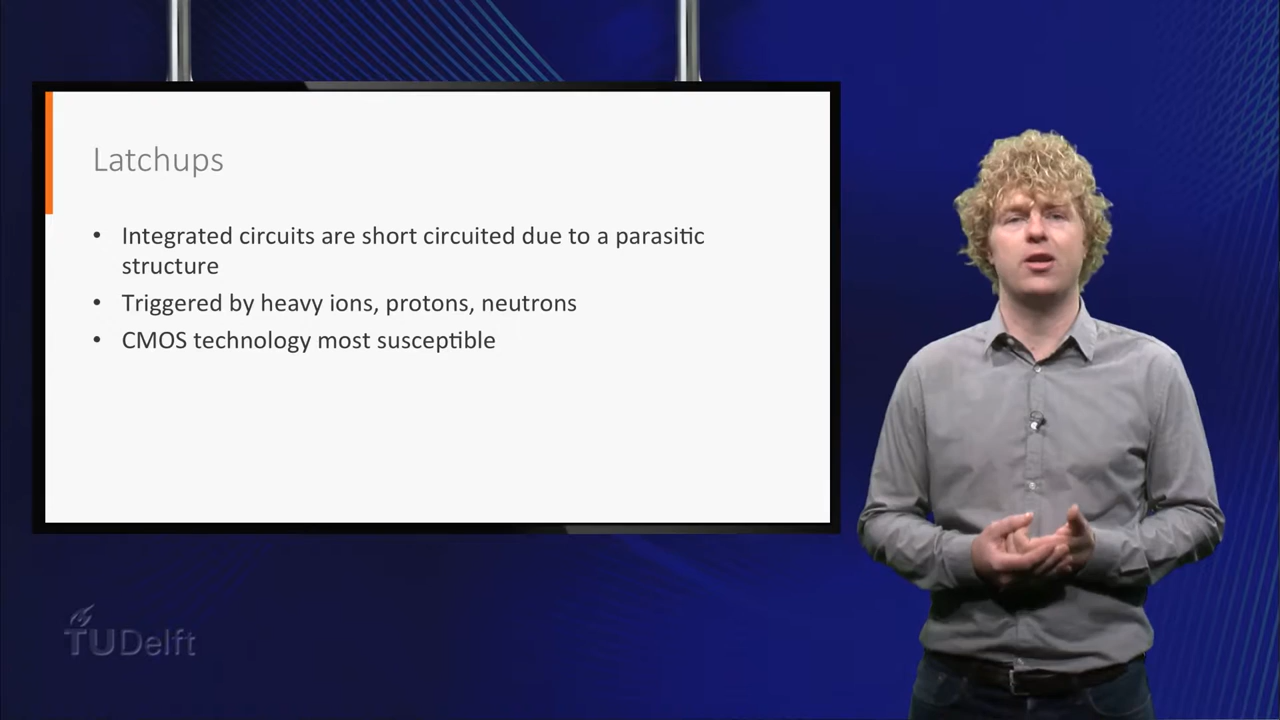 Latchups
• Integrated circuits are short circuited due to a parasitic
structure
• Triggered by heavy ions, protons, neutrons
• CMOS technology most susceptible
TUDelft